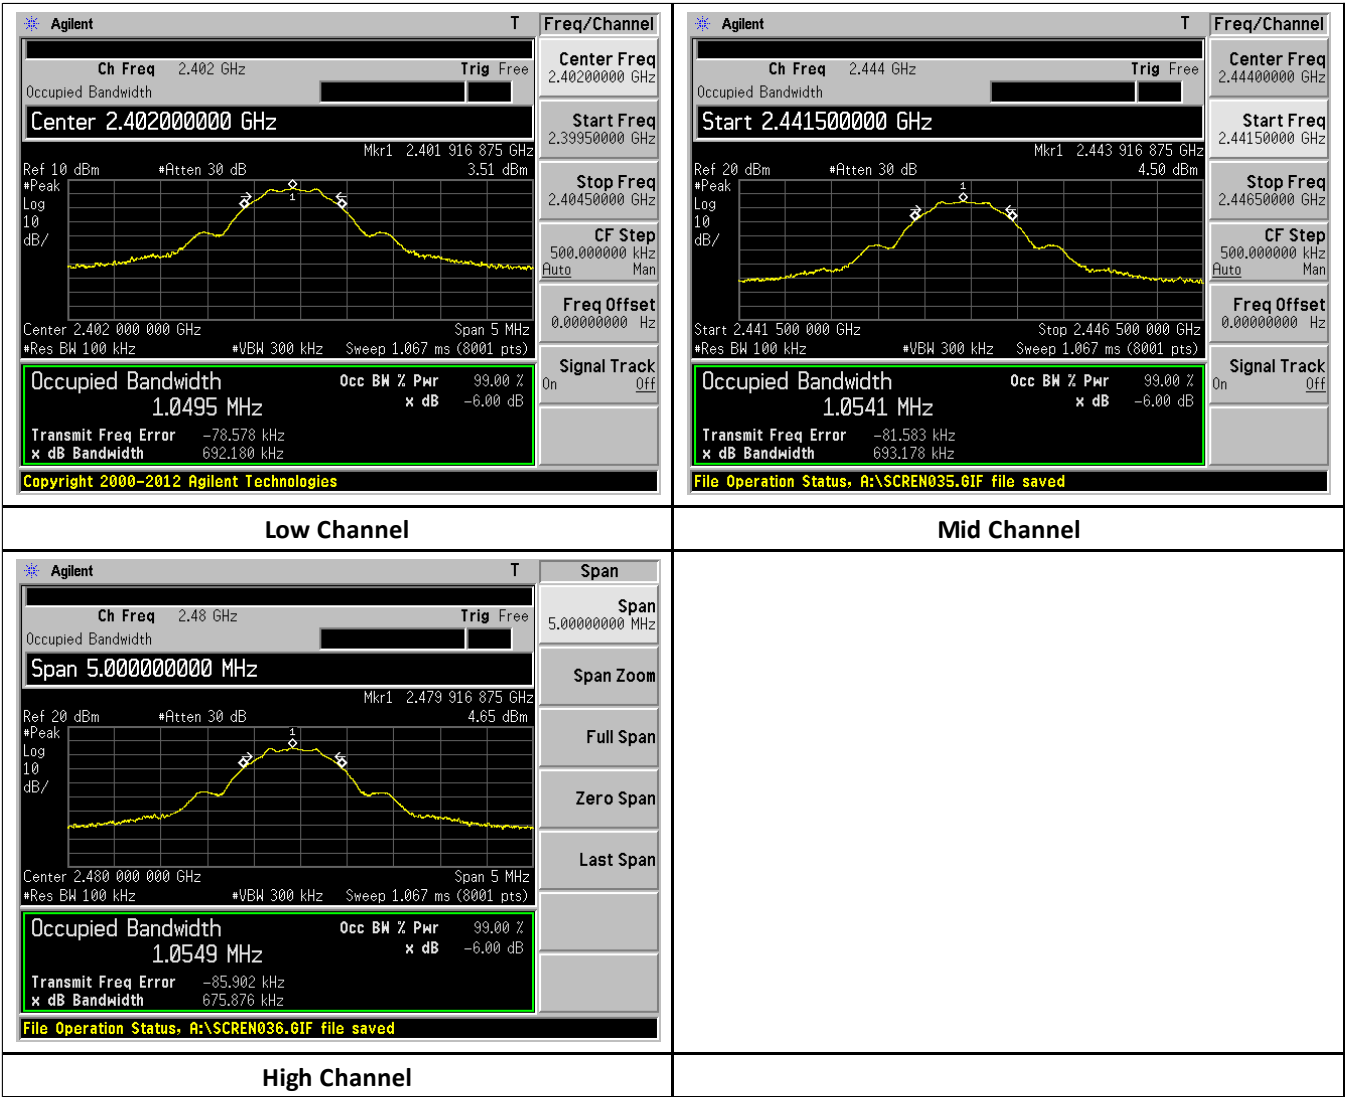 Agilent T
Freq/Channel
Ch Freq 2.402 GHz Trig Free
Occupied Bandwidth
Center 2.402000000 GHz
Mkr1 2.401 916 875 GHz
Ref 10 dBm #Atten 30 dB 3.51 dBm
#Peak
Log
10
dB/
1
Center 2.402 000 000 GHz Span 5 MHz
#Res BW 100 kHz #VBW 300 kHz Sweep 1.067 ms (8001 pts)
Occupied Bandwidth Occ BW % Pwr 99.00 %
1.0495 MHz x dB -6.00 dB
Transmit Freq Error -78.578 kHz
x dB Bandwidth 692.180 kHz
Copyright 2000-2012 Agilent Technologies
Center Freq
2.40200000 GHz
Start Freq
2.39950000 GHz
Stop Freq
2.40450000 GHz
CF Step
500.000000 kHz
Auto Man
Freq Offset
0.00000000 Hz
Signal Track
On Off
Low Channel
Agilent T
Freq/Channel
Ch Freq 2.444 GHz Trig Free
Occupied Bandwidth
Start 2.441500000 GHz
Mkr1 2.443 916 875 GHz
Ref 20 dBm #Atten 30 dB 4.50 dBm
#Peak
Log
10
dB/
1
Start 2.441 500 000 GHz Stop 2.446 500 000 GHz
#Res BW 100 kHz #VBW 300 kHz Sweep 1.067 ms (8001 pts)
Occupied Bandwidth Occ BW % Pwr 99.00 %
1.0541 MHz x dB -6.00 dB
Transmit Freq Error -81.583 kHz
x dB Bandwidth 693.178 kHz
File Operation Status, A:\SCREN035.GIF file saved
Center Freq
2.44400000 GHz
Start Freq
2.44150000 GHz
Stop Freq
2.44650000 GHz
CF Step
500.000000 kHz
Auto Man
Freq Offset
0.00000000 Hz
Signal Track
On Off
Mid Channel
Agilent T
Span
Ch Freq 2.48 GHz Trig Free
Occupied Bandwidth
Span 5.000000000 MHz
Mkr1 2.479 916 875 GHz
Ref 20 dBm #Atten 30 dB 4.65 dBm
#Peak
Log
10
dB/
1
Center 2.480 000 000 GHz Span 5 MHz
#Res BW 100 kHz #VBW 300 kHz Sweep 1.067 ms (8001 pts)
Occupied Bandwidth Occ BW % Pwr 99.00 %
1.0549 MHz x dB -6.00 dB
Transmit Freq Error -85.902 kHz
x dB Bandwidth 675.876 kHz
File Operation Status, A:\SCREN036.GIF file saved
Span
5.00000000 MHz
Span Zoom
Full Span
Zero Span
Last Span
High Channel